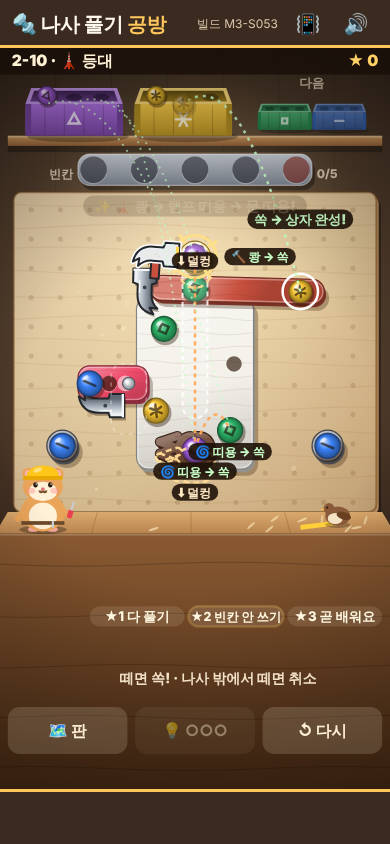 나사 풀기 공방
빌드 M3-S053
2-10 · 등대
★ 0
다음
빈칸
0/5
쏙 → 상자 완성!
덜컹
쾅 → 쏙
띠용 → 쏙
띠용 → 쏙
덜컹
★1 다 풀기
★2 빈칸 안 쓰기
★3 곧 배워요
떼면 쏙! · 나사 밖에서 떼면 취소
판
다시